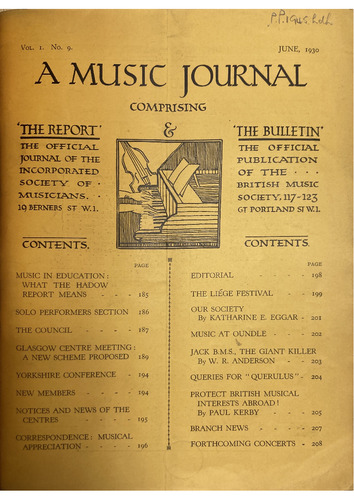 VOL. 1. No. 9.
JUNE, 1930
A MUSIC JOURNAL
COMPRISING
'THE REPORT'
THE OFFICIAL
JOURNAL OF THE
INCORPORATED
SOCIETY OF ·
MUSICIANS. · ·
19 BERNERS ST W.1.
&
'THE BULLETIN'
THE OFFICIAL
PUBLICATION
OF THE · · ·
BRITISH MUSIC
SOCIETY, 117-123
GT PORTLAND ST W.1.
CONTENTS.
PAGE
MUSIC IN EDUCATION:
WHAT THE HADOW
REPORT MEANS - - - 185
SOLO PERFORMERS SECTION 186
THE COUNCIL - - - 187
GLASGOW CENTRE MEETING:
A NEW SCHEME PROPOSED 189
YORKSHIRE CONFERENCE - 194
NEW MEMBERS - - - 194
NOTICES AND NEWS OF THE
CENTRES - - - - 195
CORRESPONDENCE: MUSICAL
APPRECIATION - - - - 196
CONTENTS.
PAGE
EDITORIAL - - - - 198
THE LIÉGE FESTIVAL - - 199
OUR SOCIETY
By KATHARINE E. EGGAR - 201
MUSIC AT OUNDLE - - - 202
JACK B.M.S., THE GIANT KILLER
By W. R. ANDERSON - - 203
QUERIES FOR "QUERULUS" - 204
PROTECT BRITISH MUSICAL
INTERESTS ABROAD!
By PAUL KERBY - - - 205
BRANCH NEWS - - - - 207
FORTHCOMING CONCERTS - 208